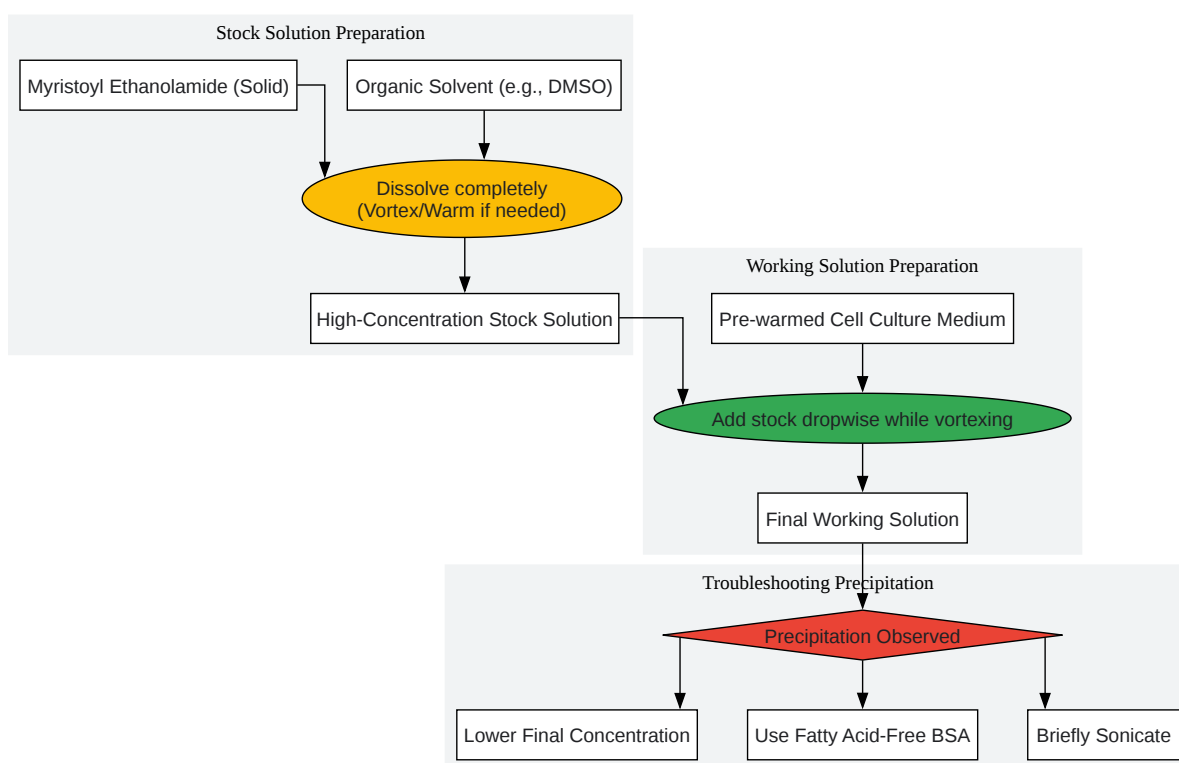 Stock Solution Preparation
Myristoyl Ethanolamide (Solid)
Organic Solvent (e.g., DMSO)
Dissolve completely
(Vortex/Warm if needed)
High-Concentration Stock Solution
Working Solution Preparation
Pre-warmed Cell Culture Medium
Add stock dropwise while vortexing
Final Working Solution
Troubleshooting Precipitation
Precipitation Observed
Lower Final Concentration
Use Fatty Acid-Free BSA
Briefly Sonicate